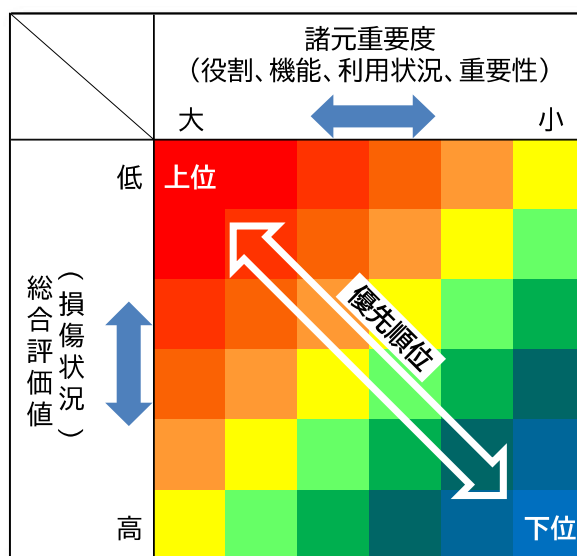 諸元重要度
（役割、機能、利用状況、重要性）
大
小
低
上位
総合評価値
（損傷状況）
優先順位
高
下位